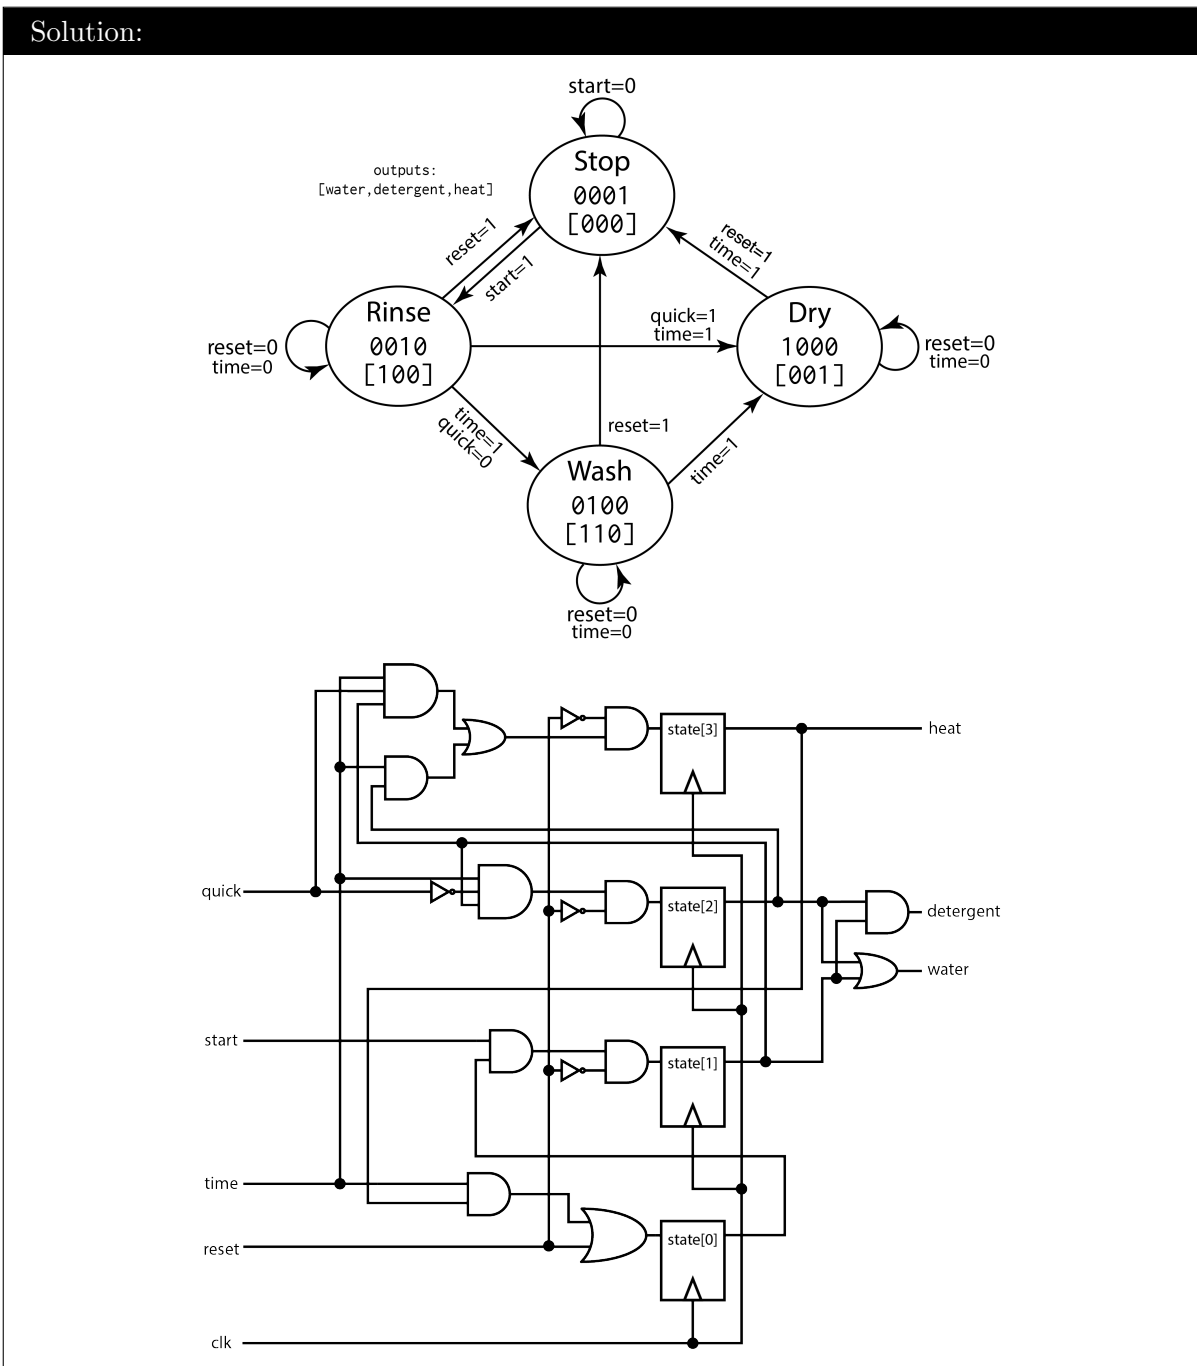 Solution:
start=0
Stop
0001
[000]
outputs:
[water,detergent,heat]
reset=1
start=1
reset=1
time=1
Rinse
0010
[100]
reset=0
time=0
quick=1
time=1
Dry
1000
[001]
reset=0
time=0
time=1
quick=0
reset=1
time=1
Wash
0100
[110]
reset=0
time=0
state[3]
heat
quick
state[2]
detergent
water
start
state[1]
time
reset
state[0]
clk